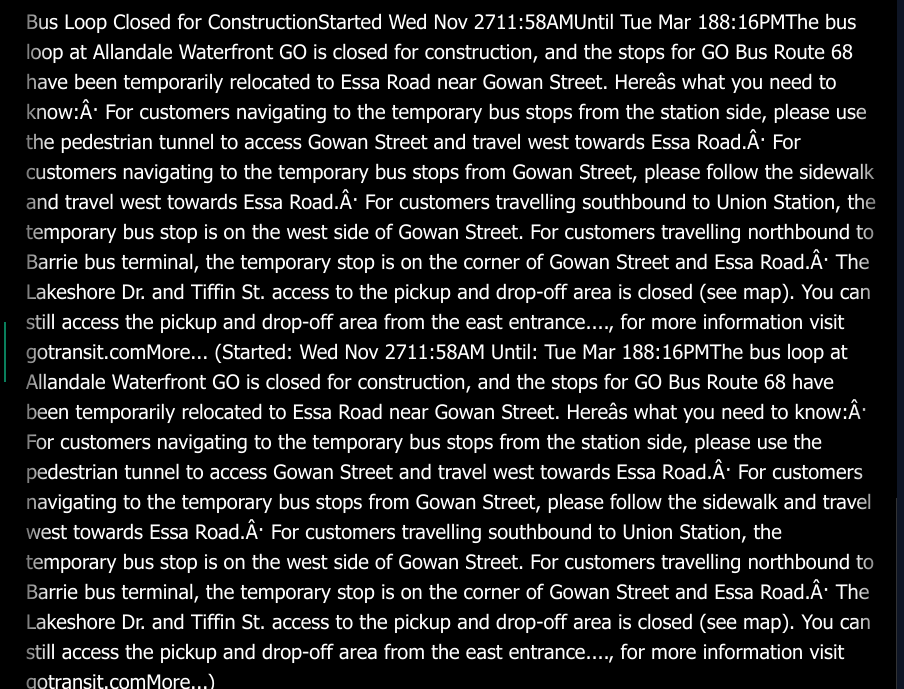 Bus Loop Closed for ConstructionStarted Wed Nov 2711:58AMUntil Tue Mar 188:16PMThe bus
loop at Allandale Waterfront GO is closed for construction, and the stops for GO Bus Route 68
have been temporarily relocated to Essa Road near Gowan Street. Hereâs what you need to
know:Â· For customers navigating to the temporary bus stops from the station side, please use
the pedestrian tunnel to access Gowan Street and travel west towards Essa Road.Â· For
customers navigating to the temporary bus stops from Gowan Street, please follow the sidewalk
and travel west towards Essa Road.Â· For customers travelling southbound to Union Station, the
temporary bus stop is on the west side of Gowan Street. For customers travelling northbound to
Barrie bus terminal, the temporary stop is on the corner of Gowan Street and Essa Road.Â· The
Lakeshore Dr. and Tiffin St. access to the pickup and drop-off area is closed (see map). You can
still access the pickup and drop-off area from the east entrance...., for more information visit
gotransit.comMore... (Started: Wed Nov 2711:58AM Until: Tue Mar 188:16PMThe bus loop at
Allandale Waterfront GO is closed for construction, and the stops for GO Bus Route 68 have
been temporarily relocated to Essa Road near Gowan Street. Hereâs what you need to know:Â·
For customers navigating to the temporary bus stops from the station side, please use the
pedestrian tunnel to access Gowan Street and travel west towards Essa Road.Â· For customers
navigating to the temporary bus stops from Gowan Street, please follow the sidewalk and travel
west towards Essa Road.Â· For customers travelling southbound to Union Station, the
temporary bus stop is on the west side of Gowan Street. For customers travelling northbound to
Barrie bus terminal, the temporary stop is on the corner of Gowan Street and Essa Road.Â· The
Lakeshore Dr. and Tiffin St. access to the pickup and drop-off area is closed (see map). You can
still access the pickup and drop-off area from the east entrance...., for more information visit
gotransit.comMore...)